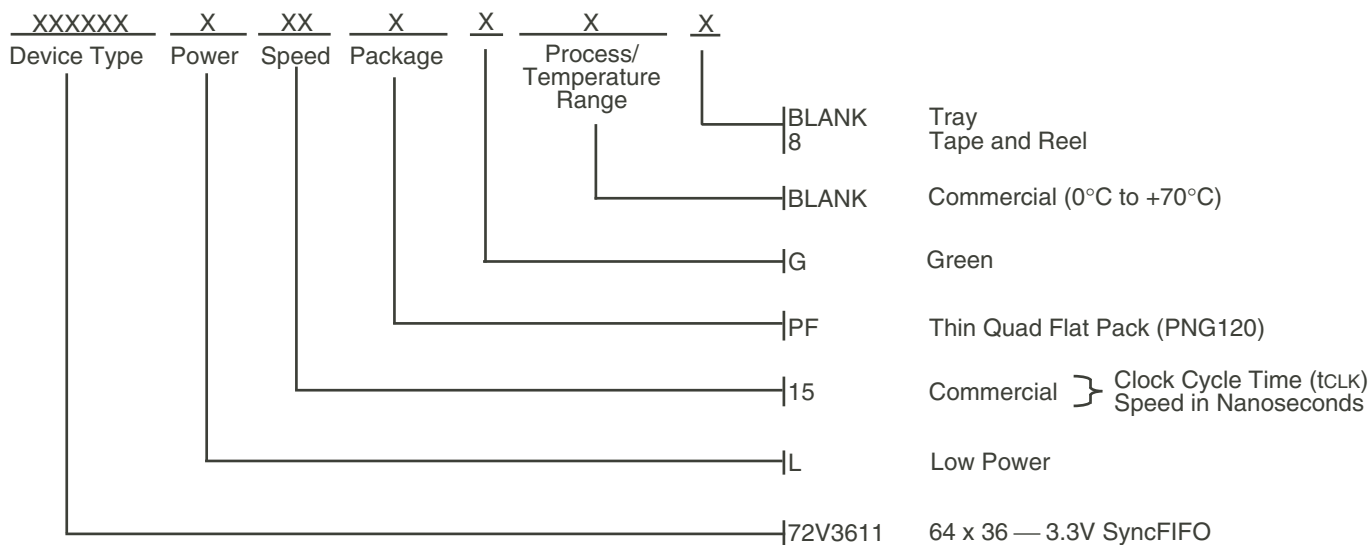 XXXXXX X XX X X X X
Device Type Power Speed Package Process/
Temperature
Range
BLANK Tray
8 Tape and Reel
BLANK Commercial (0°C to +70°C)
G Green
PF Thin Quad Flat Pack (PNG120)
15 Commercial } Clock Cycle Time (tCLK)
Speed in Nanoseconds
L Low Power
72V3611 64 x 36 — 3.3V SyncFIFO